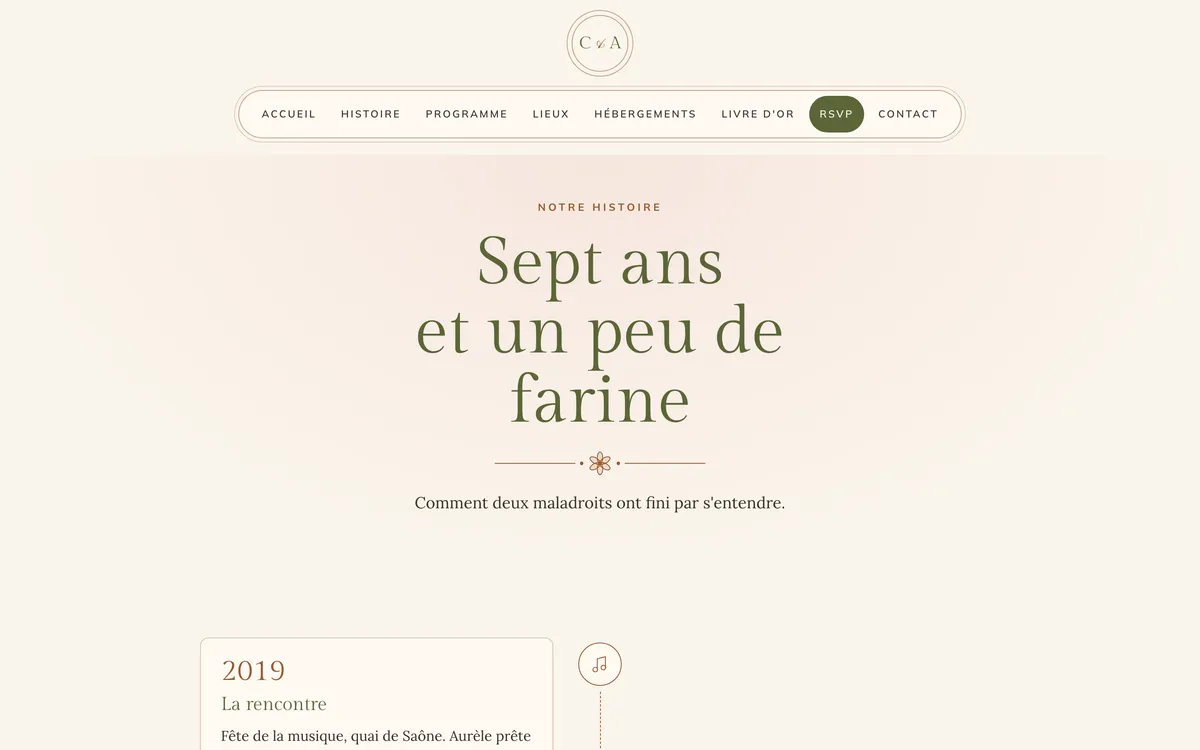 C & A
ACCUEIL HISTOIRE PROGRAMME LIEUX HÉBERGEMENTS LIVRE D'OR RSVP CONTACT
NOTRE HISTOIRE
Sept ans
et un peu de
farine
Comment deux maladroits ont fini par s'entendre.
2019
La rencontre
Fête de la musique, quai de Saône. Aurèle prête